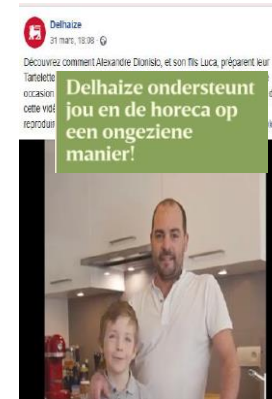 Delhaize
31 mars, 18:08
Découvrez comment Alexandre Dionisio, et son fils Luca, préparent leur
Tartelette
occasion
cette vidé
reprodui
Delhaize ondersteunt
jou en de horeca op
een ongeziene
manier!